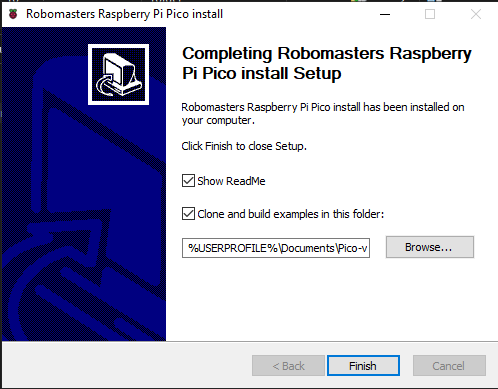 Robomasters Raspberry Pi Pico install
Completing Robomasters Raspberry
Pi Pico install Setup
Robomasters Raspberry Pi Pico install has been installed on
your computer.
Click Finish to close Setup.
Show ReadMe
Clone and build examples in this folder:
%USERPROFILE%\Documents\Pico-v
Browse...
< Back
Finish
Cancel